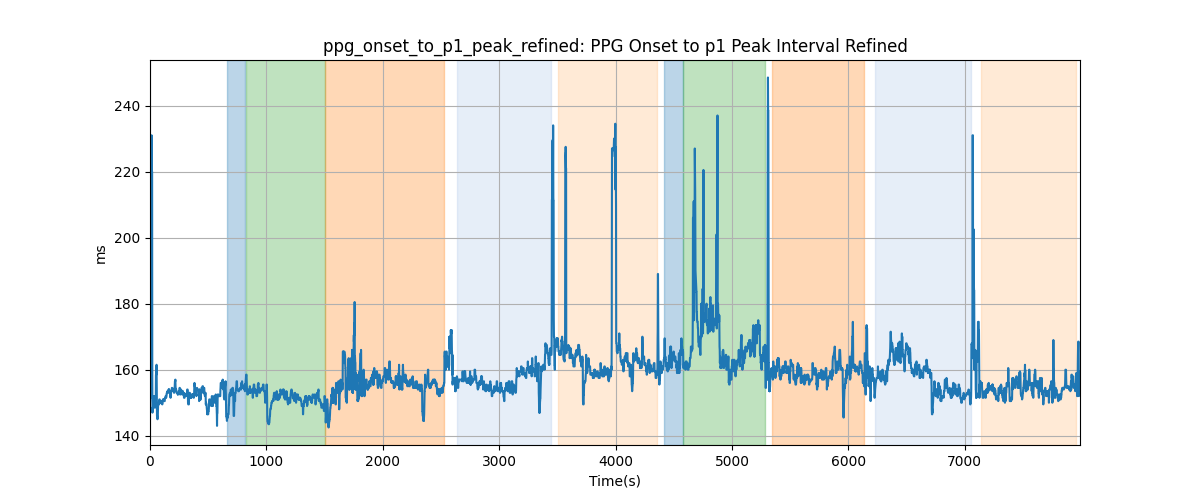 ppg_onset_to_p1_peak_refined: PPG Onset to p1 Peak Interval Refined
240
220
200
180
160
140
ms
0 1000 2000 3000 4000 5000 6000 7000
Time(s)